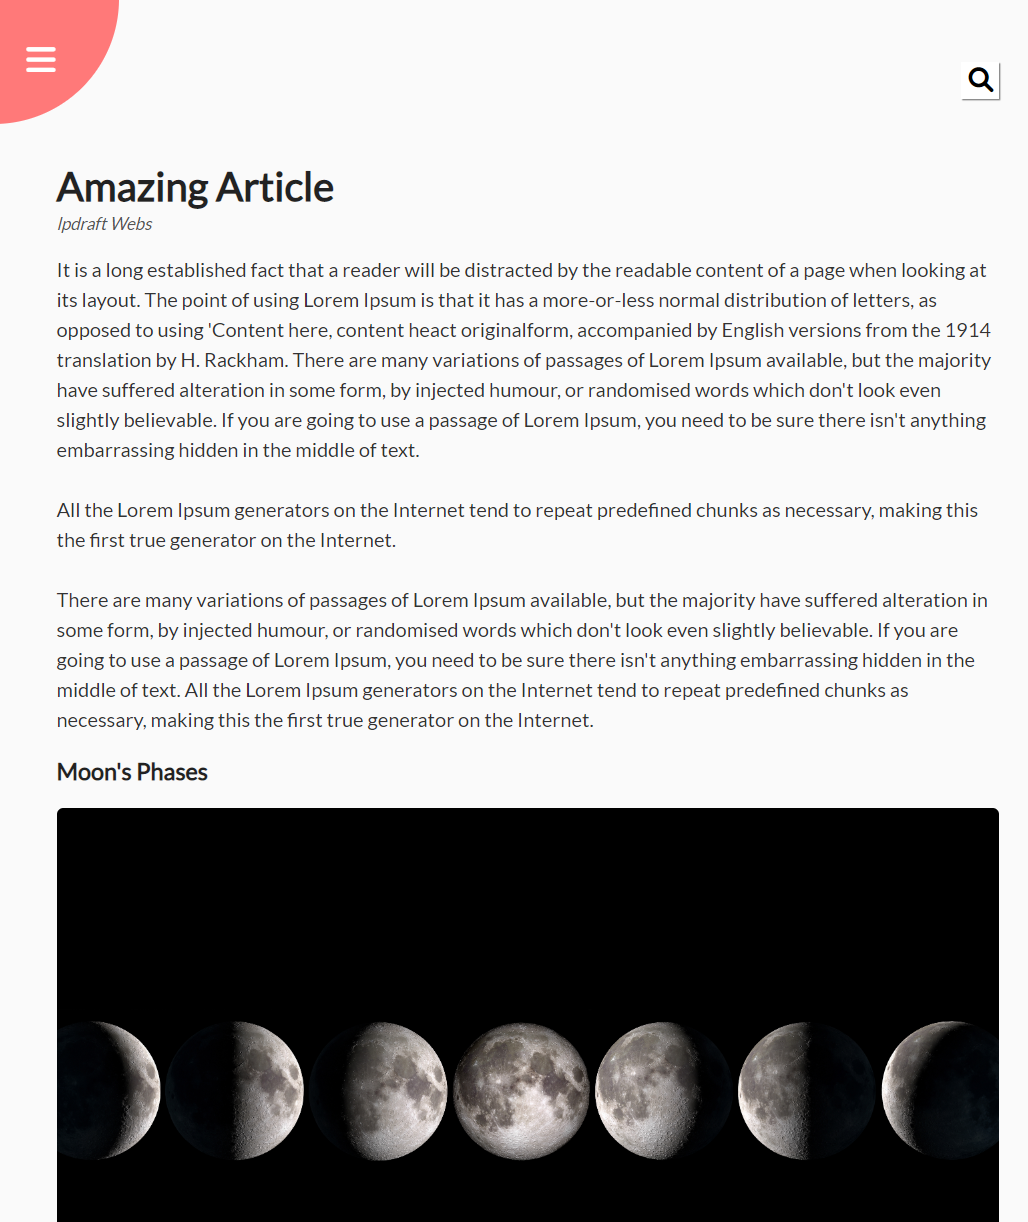 Amazing Article
Ipdraft Webs
It is a long established fact that a reader will be distracted by the readable content of a page when looking at
its layout. The point of using Lorem Ipsum is that it has a more-or-less normal distribution of letters, as
opposed to using 'Content here, content heact originalform, accompanied by English versions from the 1914
translation by H. Rackham. There are many variations of passages of Lorem Ipsum available, but the majority
have suffered alteration in some form, by injected humour, or randomised words which don't look even
slightly believable. If you are going to use a passage of Lorem Ipsum, you need to be sure there isn't anything
embarrassing hidden in the middle of text.
All the Lorem Ipsum generators on the Internet tend to repeat predefined chunks as necessary, making this
the first true generator on the Internet.
There are many variations of passages of Lorem Ipsum available, but the majority have suffered alteration in
some form, by injected humour, or randomised words which don't look even slightly believable. If you are
going to use a passage of Lorem Ipsum, you need to be sure there isn't anything embarrassing hidden in the
middle of text. All the Lorem Ipsum generators on the Internet tend to repeat predefined chunks as
necessary, making this the first true generator on the Internet.
Moon's Phases